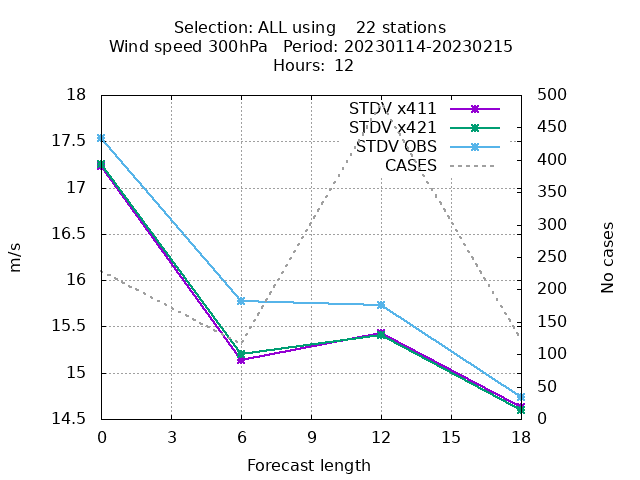 Selection: ALL using    22 stations
Wind speed 300hPa   Period: 20230114-20230215
Hours:  12
STDV x411
STDV x421
STDV OBS
CASES
18
17.5
17
16.5
16
15.5
15
14.5
500
450
400
350
300
250
200
150
100
50
0
m/s
No cases
0 3 6 9 12 15 18
Forecast length